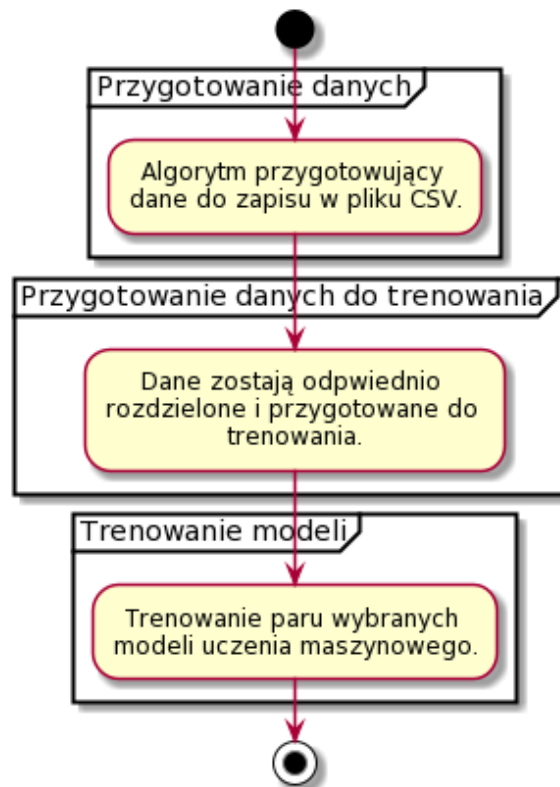 Przygotowanie danych
Algorytm przygotowujący
dane do zapisu w pliku CSV.
Przygotowanie danych do trenowania
Dane zostają odpwiednio
rozdzielone i przygotowane do
trenowania.
Trenowanie modeli
Trenowanie paru wybranych
modeli uczenia maszynowego.